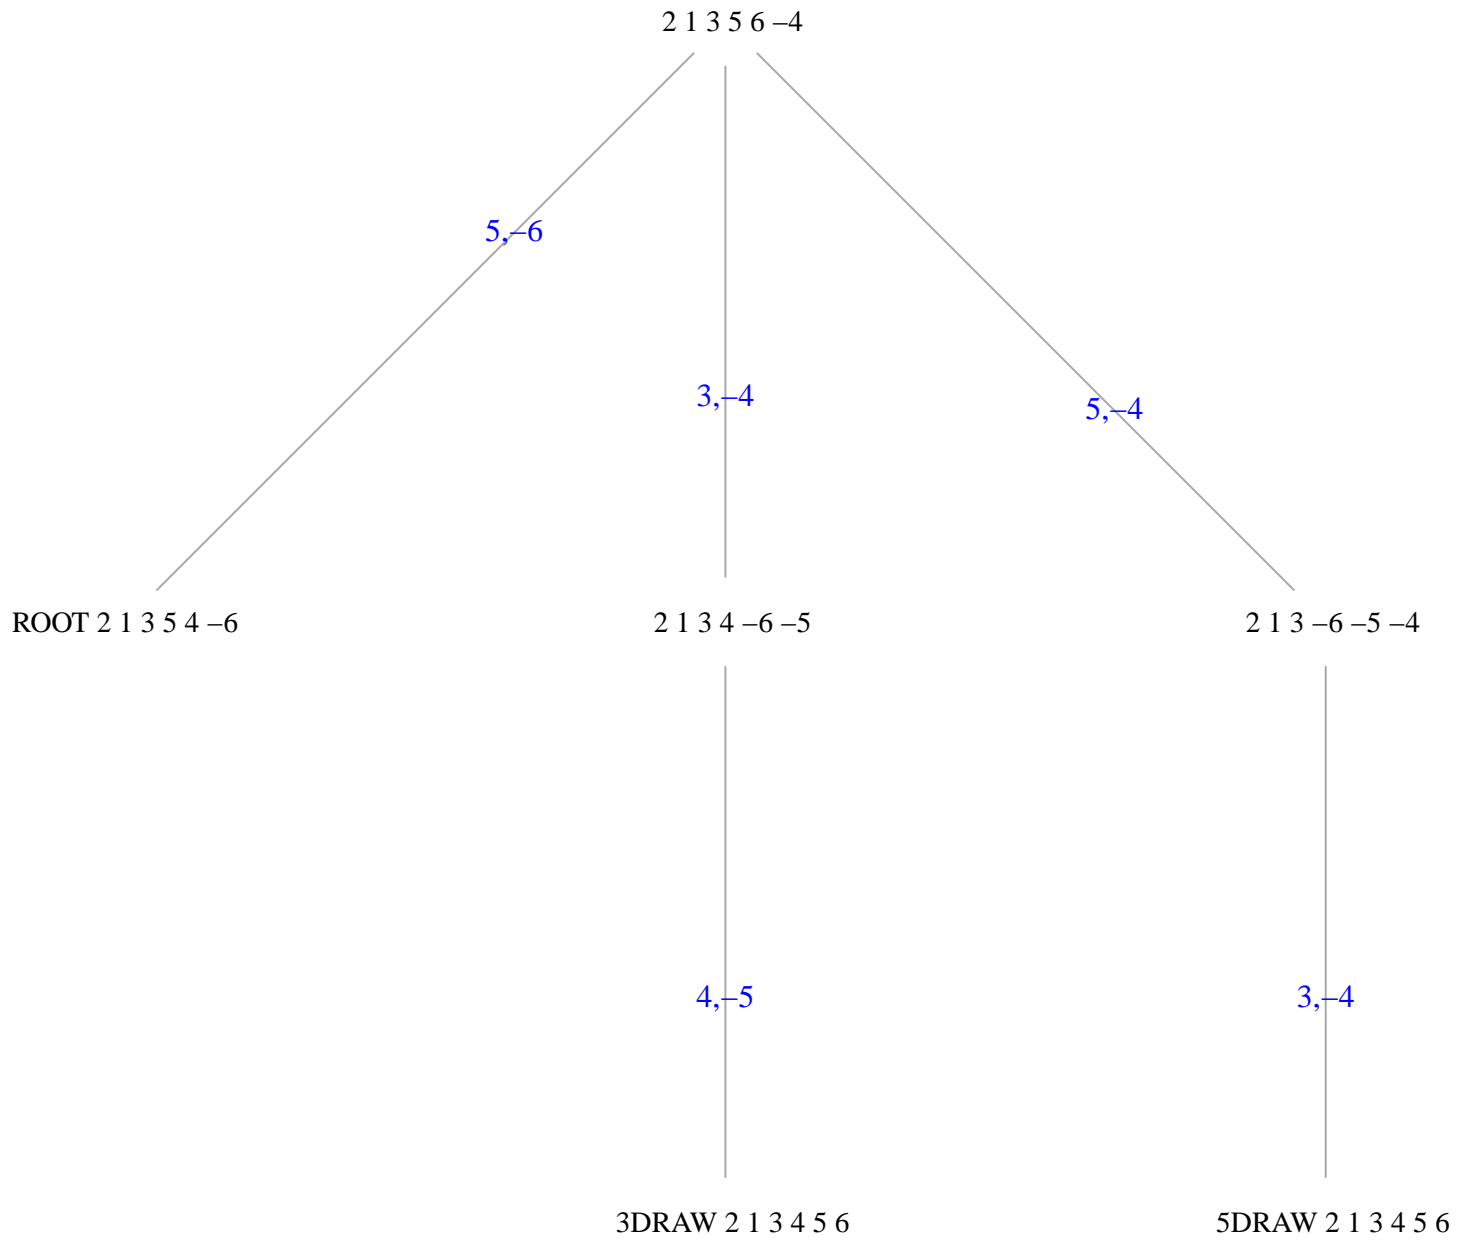 2 1 3 5 6 –4
5,–6
3,–4
5,–4
ROOT 2 1 3 5 4 –6
2 1 3 4 –6 –5
2 1 3 –6 –5 –4
4,–5
3,–4
3DRAW 2 1 3 4 5 6
5DRAW 2 1 3 4 5 6